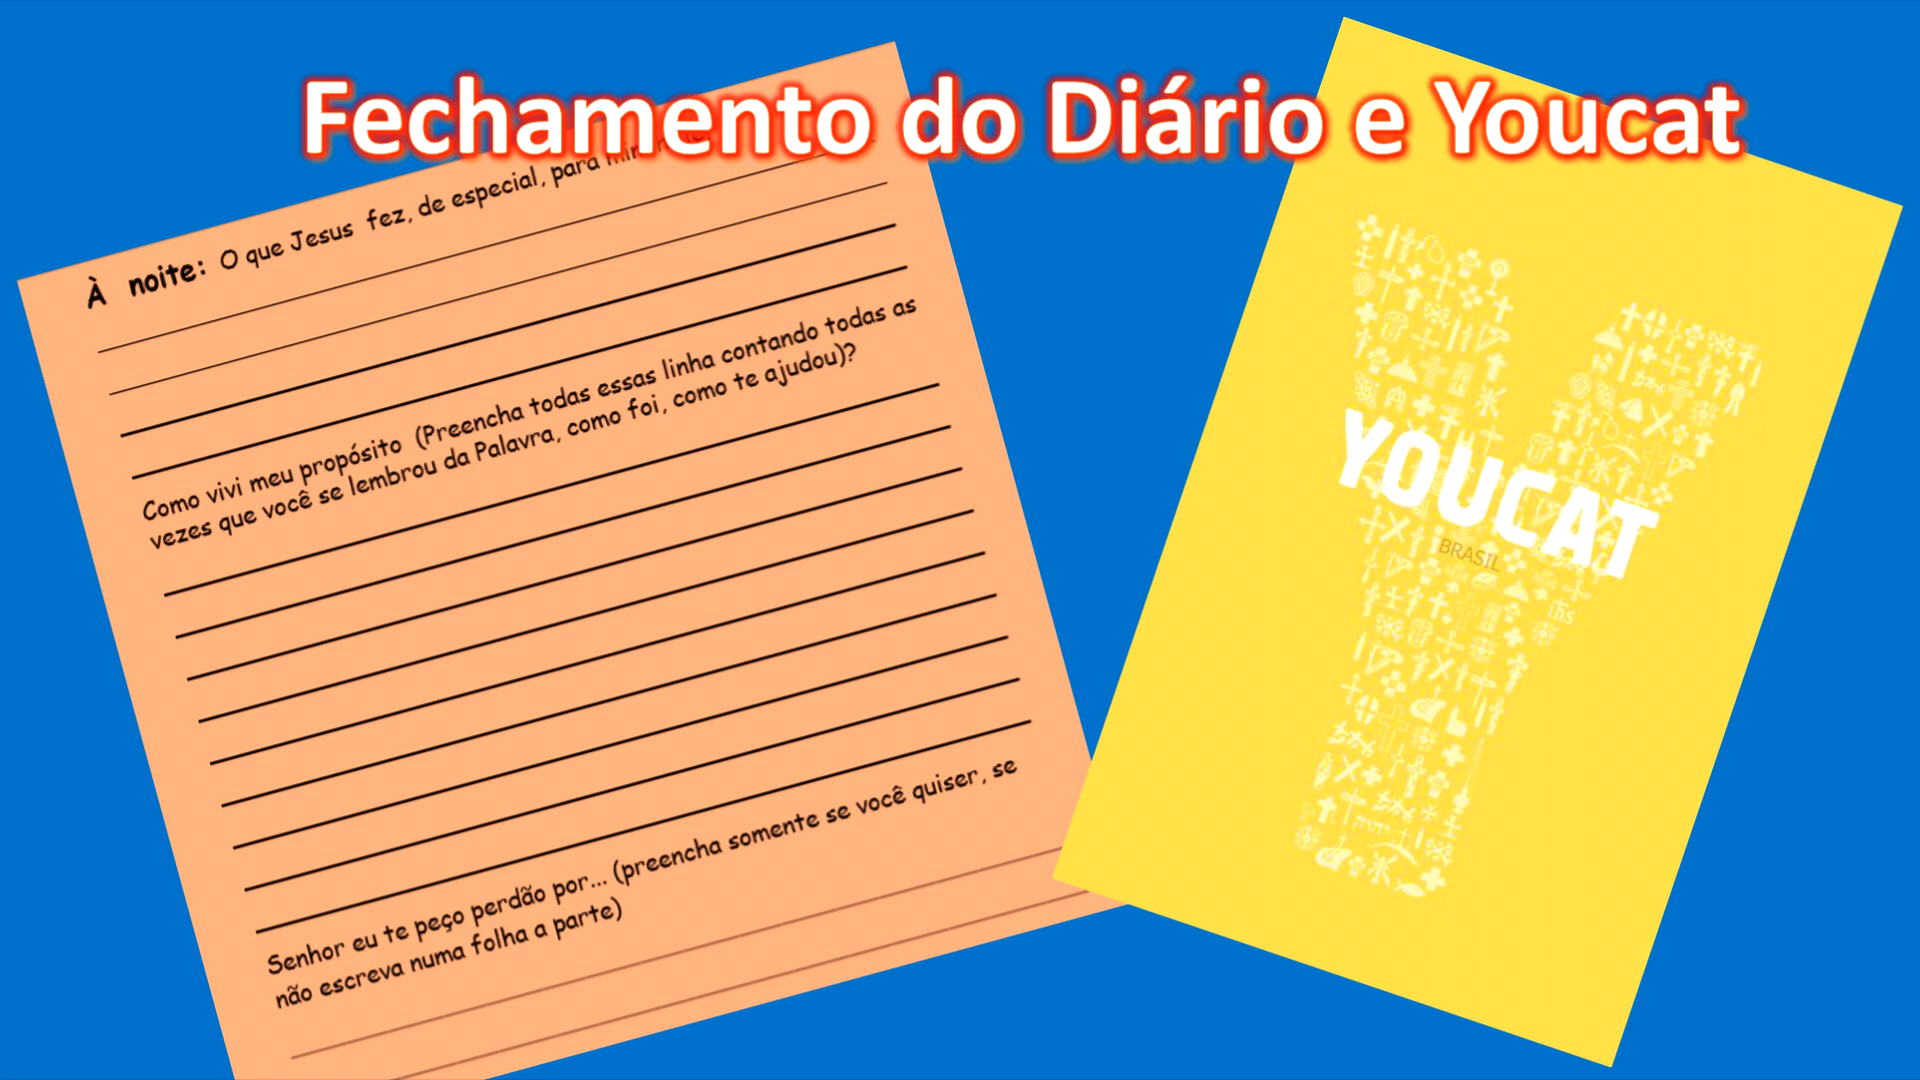 Fechamento do Diário e Youcat
À noite: O que Jesus fez, de especial, para
Como vivi meu propósito (Preencha todas essas linha contando todas as
vezes que você se lembrou da Palavra, como foi, como te ajudou)?
Senhor eu te peço perdão por... (preencha somente se você quiser, se
não escreva numa folha a parte)
YOUCAT
BRASIL